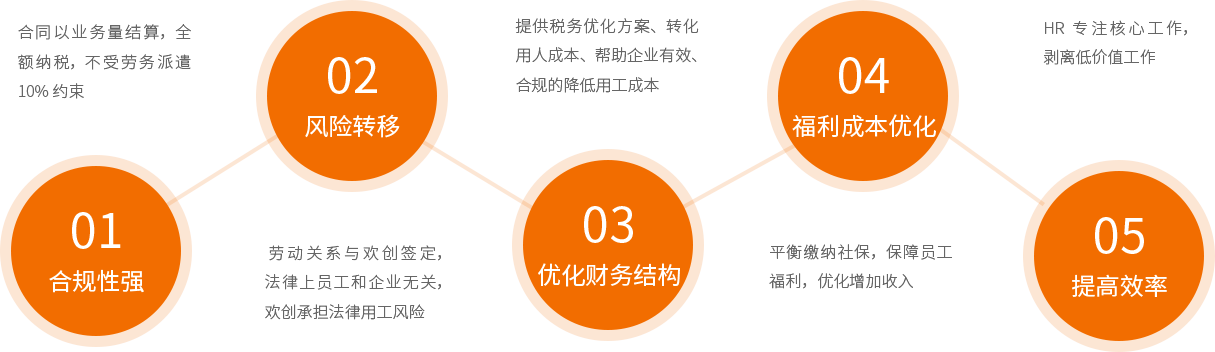 合同以业务量结算，全
额纳税，不受劳务派遣
10% 约束
01
合规性强
02
风险转移
劳动关系与欢创签定，
法律上员工和企业无关，
欢创承担法律用工风险
提供税务优化方案、转化
用人成本、帮助企业有效、
合规的降低用工成本
03
优化财务结构
04
福利成本优化
平衡缴纳社保，保障员工
福利，优化增加收入
HR 专注核心工作，
剥离低价值工作
05
提高效率